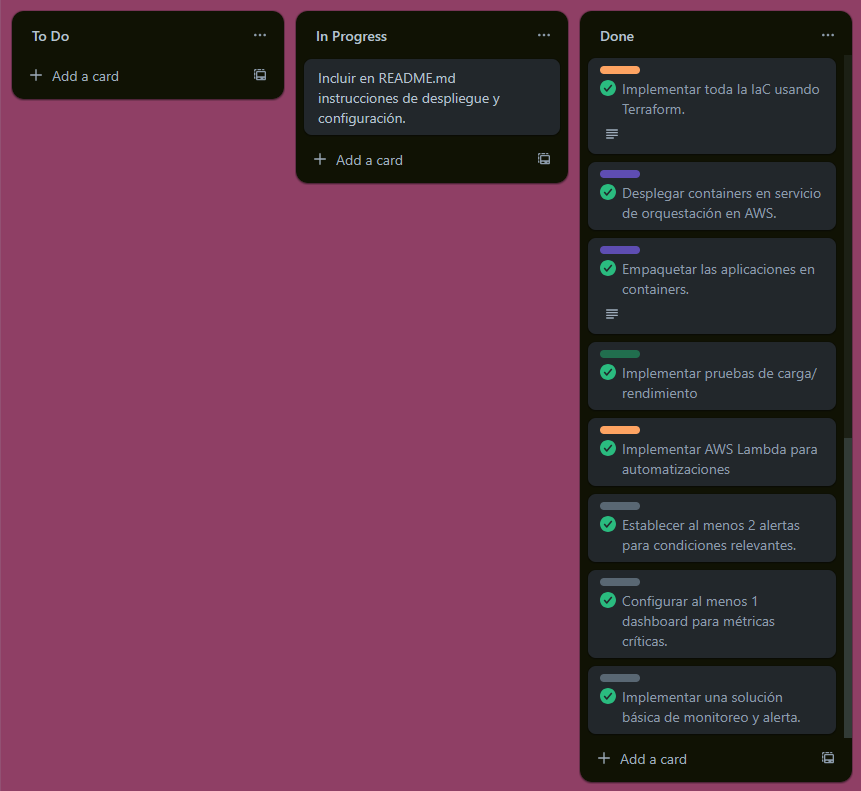 To Do
Add a card
In Progress
Incluir en README.md
instrucciones de despliegue y
configuración.
Add a card
Done
Implementar toda la IaC usando
Terraform.
Desplegar containers en servicio
de orquestación en AWS.
Empaquetar las aplicaciones en
containers.
Implementar pruebas de carga/
rendimiento
Implementar AWS Lambda para
automatizaciones
Establecer al menos 2 alertas
para condiciones relevantes.
Configurar al menos 1
dashboard para métricas
críticas.
Implementar una solución
básica de monitoreo y alerta.
Add a card